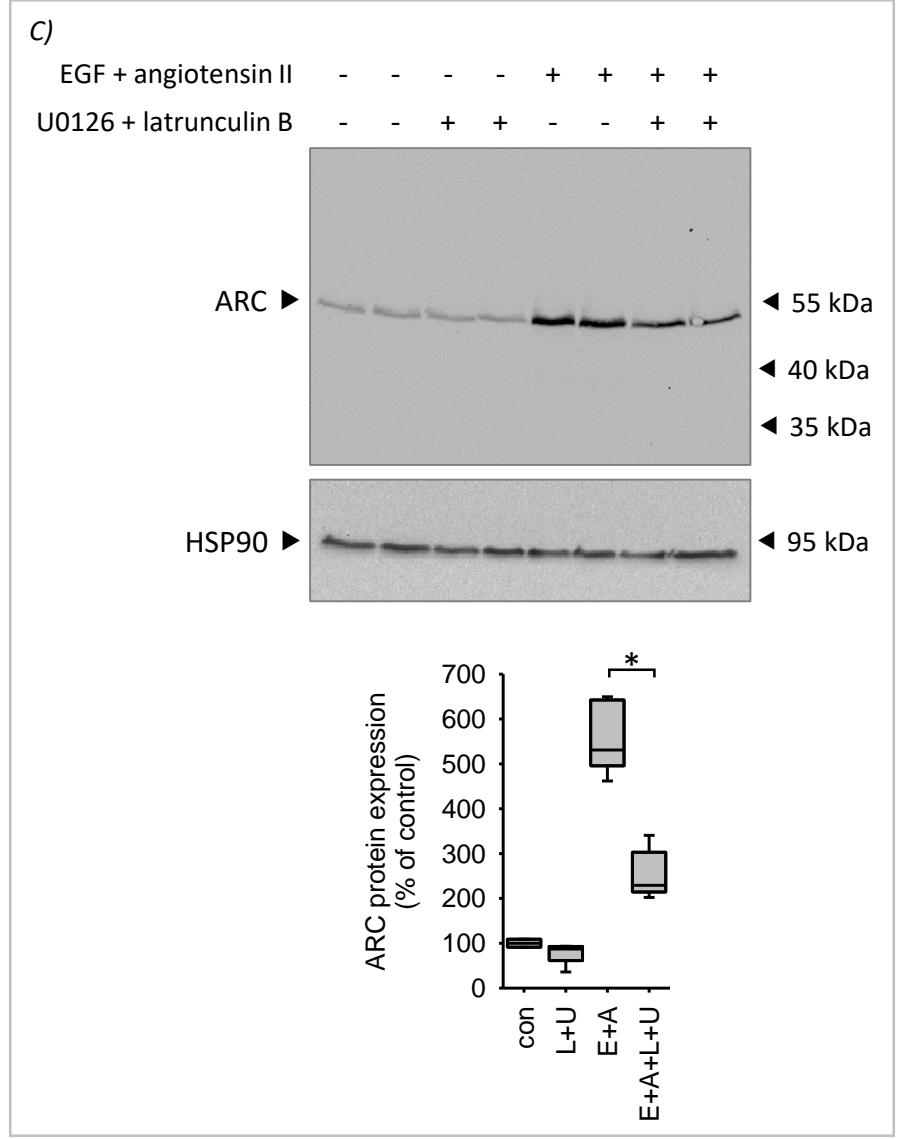 C)
EGF + angiotensin II - - - - + + + +
U0126 + latrunculin B - - + + - - + +
ARC ► ◄ 55 kDa
◄ 40 kDa
◄ 35 kDa
HSP90 ► ◄ 95 kDa
ARC protein expression
(% of control)
*
700
600
500
400
300
200
100
0
con
L+U
E+A
E+A+L+U